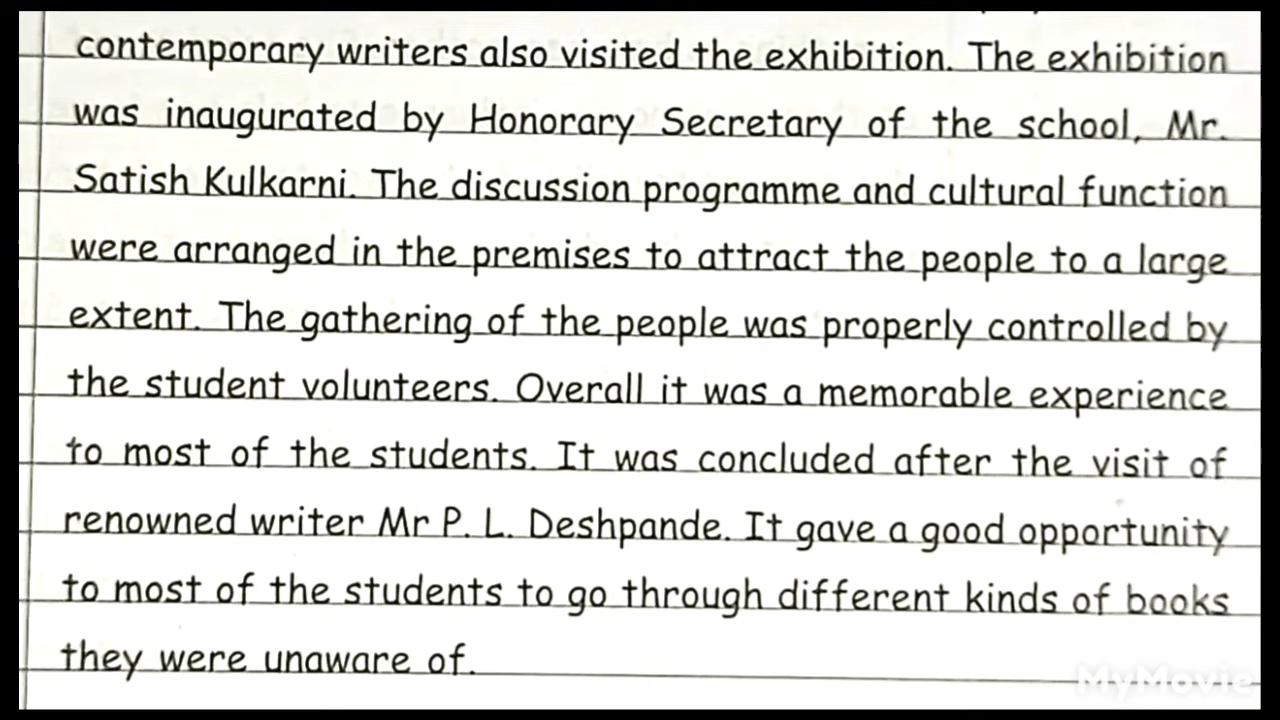 contemporary writers also visited the exhibition. The exhibition
was inaugurated by Honorary Secretary of the school, Mr.
Satish Kulkarni. The discussion programme and cultural function
were arranged in the premises to attract the people to a large
extent. The gathering of the people was properly controlled by
the student volunteers. Overall it was a memorable experience
to most of the students. It was concluded after the visit of
renowned writer Mr P. L. Deshpande. It gave a good opportunity
to most of the students to go through different kinds of books
they were unaware of.
MyMovie